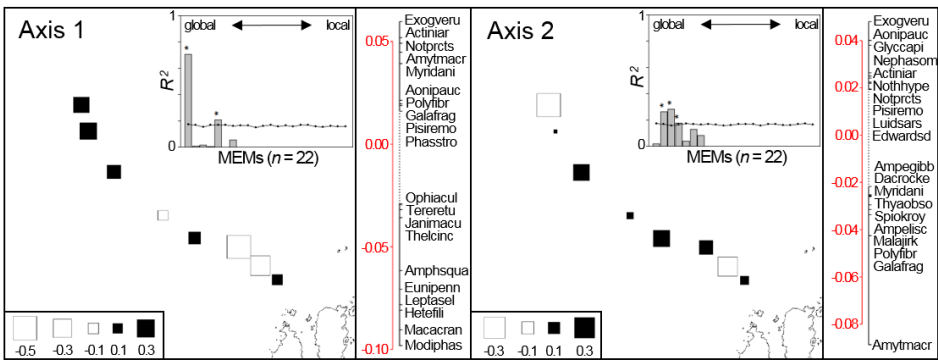 Axis 1
global local
1
R²
0
*
*
MEMs (n = 22)
-0.5 -0.3 -0.1 0.1 0.3
0.05
0.00
-0.05
-0.10
Exogveru
Actiniar
Notprcts
Amytmacr
Myridani
Aonipauc
Polyfibr
Galafrag
Pisiremo
Phasstro
Ophiacul
Tereretu
Janimacu
Thelcinc
Amphsqua
Eunipenn
Leptasel
Hetefili
Macacran
Modiphas
Axis 2
global local
1
R²
0
* *
*
MEMs (n = 22)
-0.3 -0.1 0.1 0.3
0.04
0.02
0.00
-0.02
-0.04
-0.06
-0.08
Exogveru
Aonipauc
Glyccapi
Nephasom
Actiniar
Nothhype
Notprcts
Pisiremo
Luidsars
Edwardsd
Ampegibb
Dacrocke
Myridani
Thyaobso
Spiokroy
Ampelisc
Malajirk
Polyfibr
Galafrag
Amytmacr